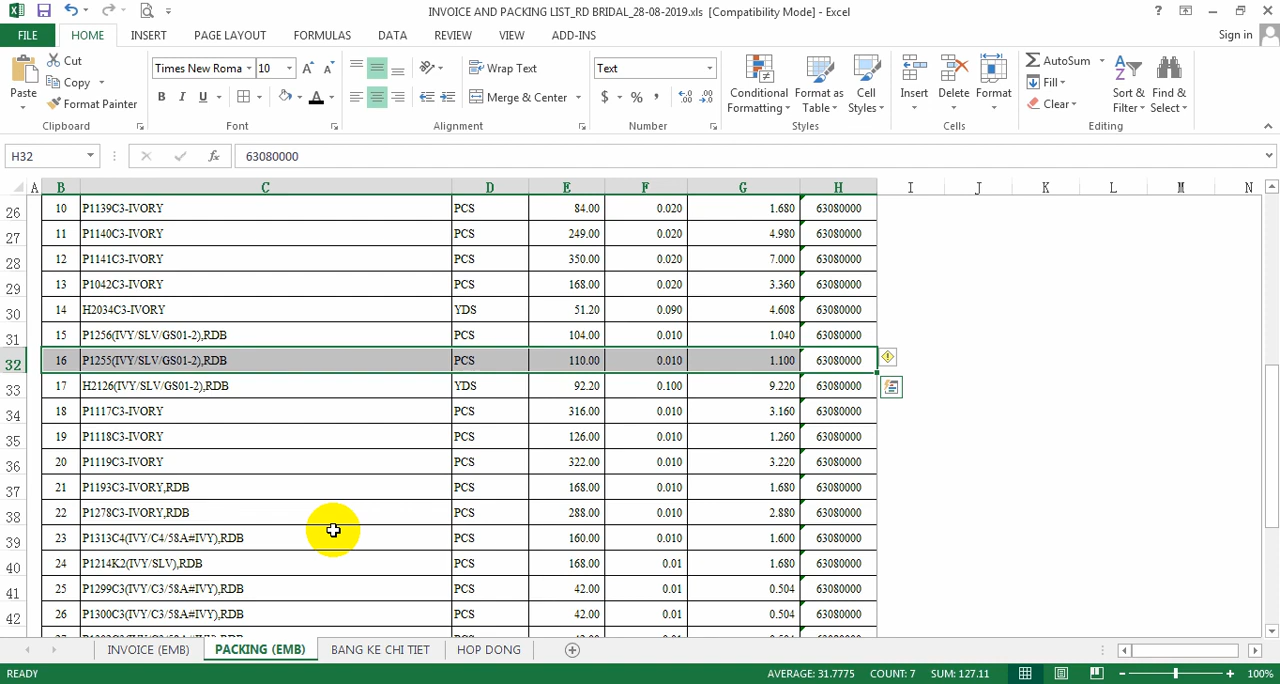 INVOICE AND PACKING LIST_RD BRIDAL_28-08-2019.xls [Compatibility Mode] - Excel
FILE HOME INSERT PAGE LAYOUT FORMULAS DATA REVIEW VIEW ADD-INS Sign in
Paste Cut Copy Format Painter Clipboard
Times New Roma 10 B I U A Font
Wrap Text Merge & Center Alignment
Text $ % Number
Conditional Formatting Format as Table Cell Styles Styles
Insert Delete Format Cells
AutoSum Fill Clear Sort & Filter Find & Select Editing
H32 fx 63080000
A B C D E F G H I J K L M N
26 10 P1139C3-IVORY PCS 84.00 0.020 1.680 63080000
27 11 P1140C3-IVORY PCS 249.00 0.020 4.980 63080000
28 12 P1141C3-IVORY PCS 350.00 0.020 7.000 63080000
29 13 P1042C3-IVORY PCS 168.00 0.020 3.360 63080000
30 14 H2034C3-IVORY YDS 51.20 0.090 4.608 63080000
31 15 P1256(IVY/SLV/GS01-2),RDB PCS 104.00 0.010 1.040 63080000
32 16 P1255(IVY/SLV/GS01-2),RDB PCS 110.00 0.010 1.100 63080000
33 17 H2126(IVY/SLV/GS01-2),RDB YDS 92.20 0.100 9.220 63080000
34 18 P1117C3-IVORY PCS 316.00 0.010 3.160 63080000
35 19 P1118C3-IVORY PCS 126.00 0.010 1.260 63080000
36 20 P1119C3-IVORY PCS 322.00 0.010 3.220 63080000
37 21 P1193C3-IVORY,RDB PCS 168.00 0.010 1.680 63080000
38 22 P1278C3-IVORY,RDB PCS 288.00 0.010 2.880 63080000
39 23 P1313C4(IVY/C4/58A#IVY),RDB PCS 160.00 0.010 1.600 63080000
40 24 P1214K2(IVY/SLV),RDB PCS 168.00 0.01 1.680 63080000
41 25 P1299C3(IVY/C3/58A#IVY),RDB PCS 42.00 0.01 0.504 63080000
42 26 P1300C3(IVY/C3/58A#IVY),RDB PCS 42.00 0.01 0.504 63080000
INVOICE (EMB) PACKING (EMB) BANG KE CHI TIET HOP DONG
READY AVERAGE: 31.7775 COUNT: 7 SUM: 127.11 100%